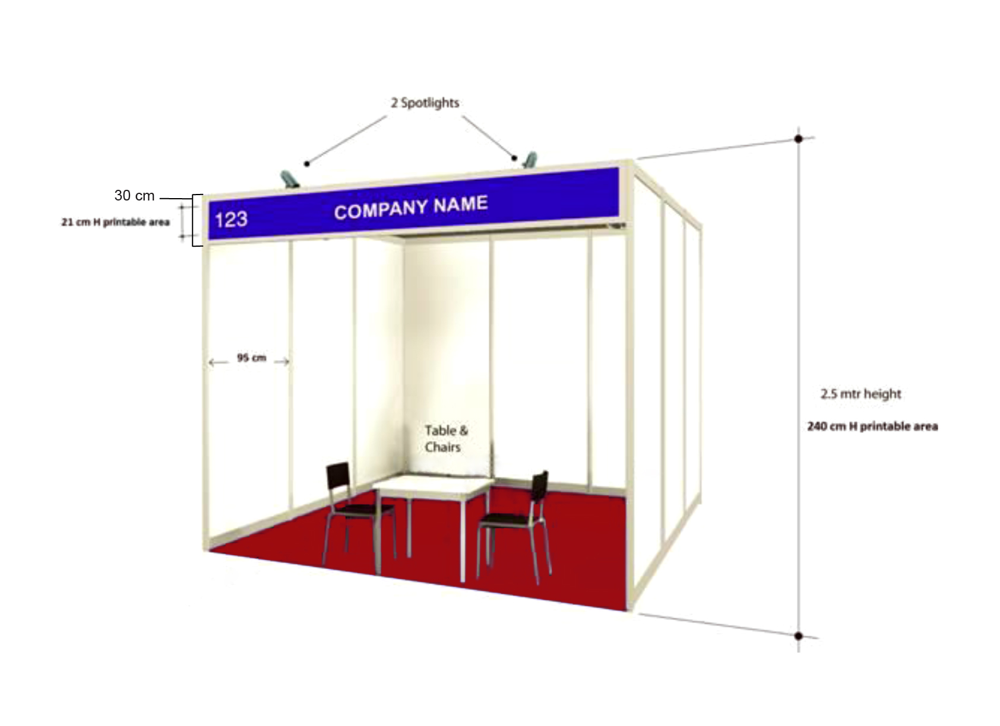 2 Spotlights
30 cm
21 cm H printable area
123
COMPANY NAME
95 cm
2.5 mtr height
240 cm H printable area
Table &
Chairs